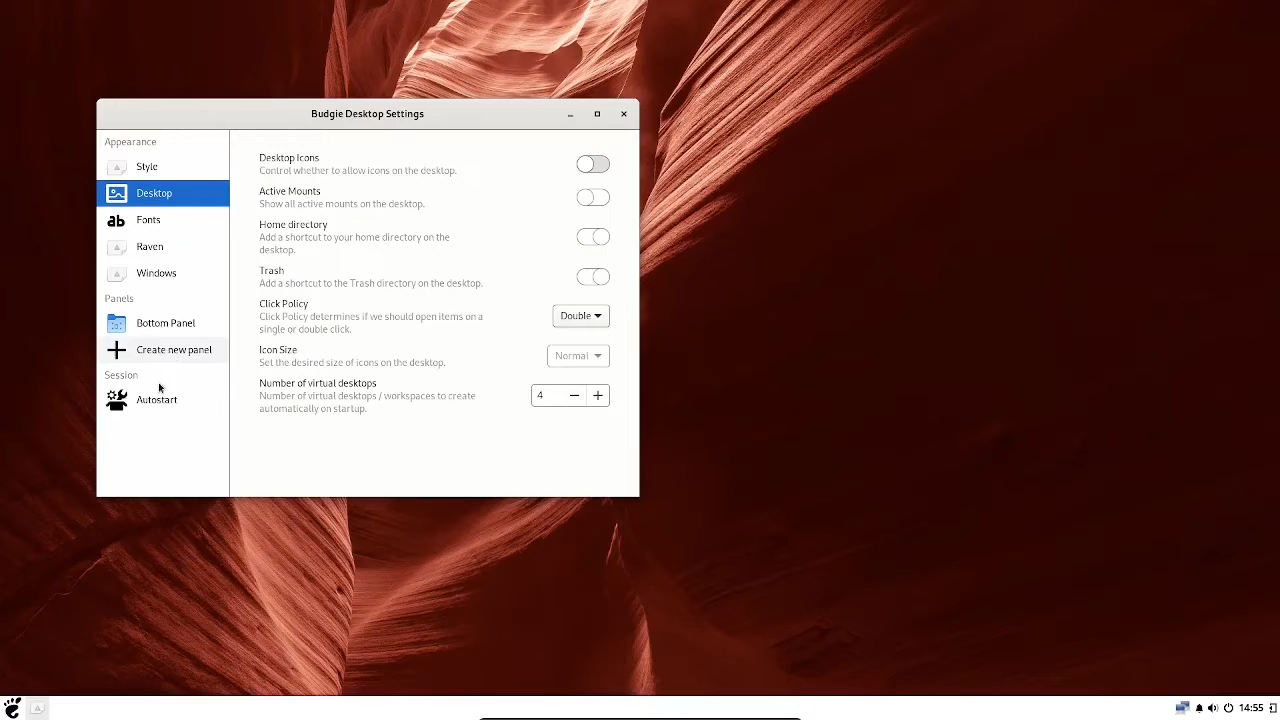 Budgie Desktop Settings
Appearance
Style
Desktop
Fonts
Raven
Windows
Panels
Bottom Panel
Create new panel
Session
Autostart
Desktop Icons
Control whether to allow icons on the desktop.
Active Mounts
Show all active mounts on the desktop.
Home directory
Add a shortcut to your home directory on the
desktop.
Trash
Add a shortcut to the Trash directory on the desktop.
Click Policy
Click Policy determines if we should open items on a
single or double click.
Double
Icon Size
Set the desired size of icons on the desktop.
Normal
Number of virtual desktops
Number of virtual desktops / workspaces to create
automatically on startup.
4
14:55